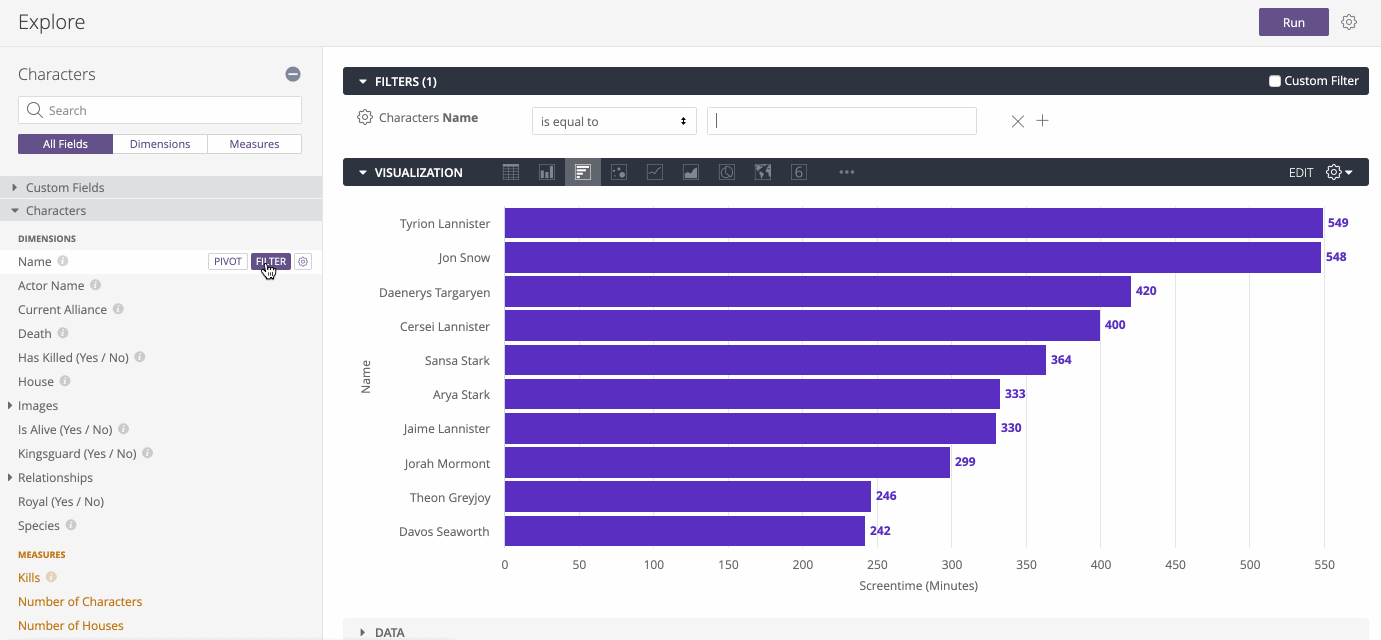 Explore
Run
Characters
Search
All Fields Dimensions Measures
Custom Fields
Characters
DIMENSIONS
Name PIVOT FILTER
Actor Name
Current Alliance
Death
Has Killed (Yes / No)
House
Images
Is Alive (Yes / No)
Kingsguard (Yes / No)
Relationships
Royal (Yes / No)
Species
MEASURES
Kills
Number of Characters
Number of Houses
FILTERS (1) Custom Filter
Characters Name is equal to
VISUALIZATION 6 EDIT
Name
Tyrion Lannister 549
Jon Snow 548
Daenerys Targaryen 420
Cersei Lannister 400
Sansa Stark 364
Arya Stark 333
Jaime Lannister 330
Jorah Mormont 299
Theon Greyjoy 246
Davos Seaworth 242
0 50 100 150 200 250 300 350 400 450 500 550
Screentime (Minutes)
DATA